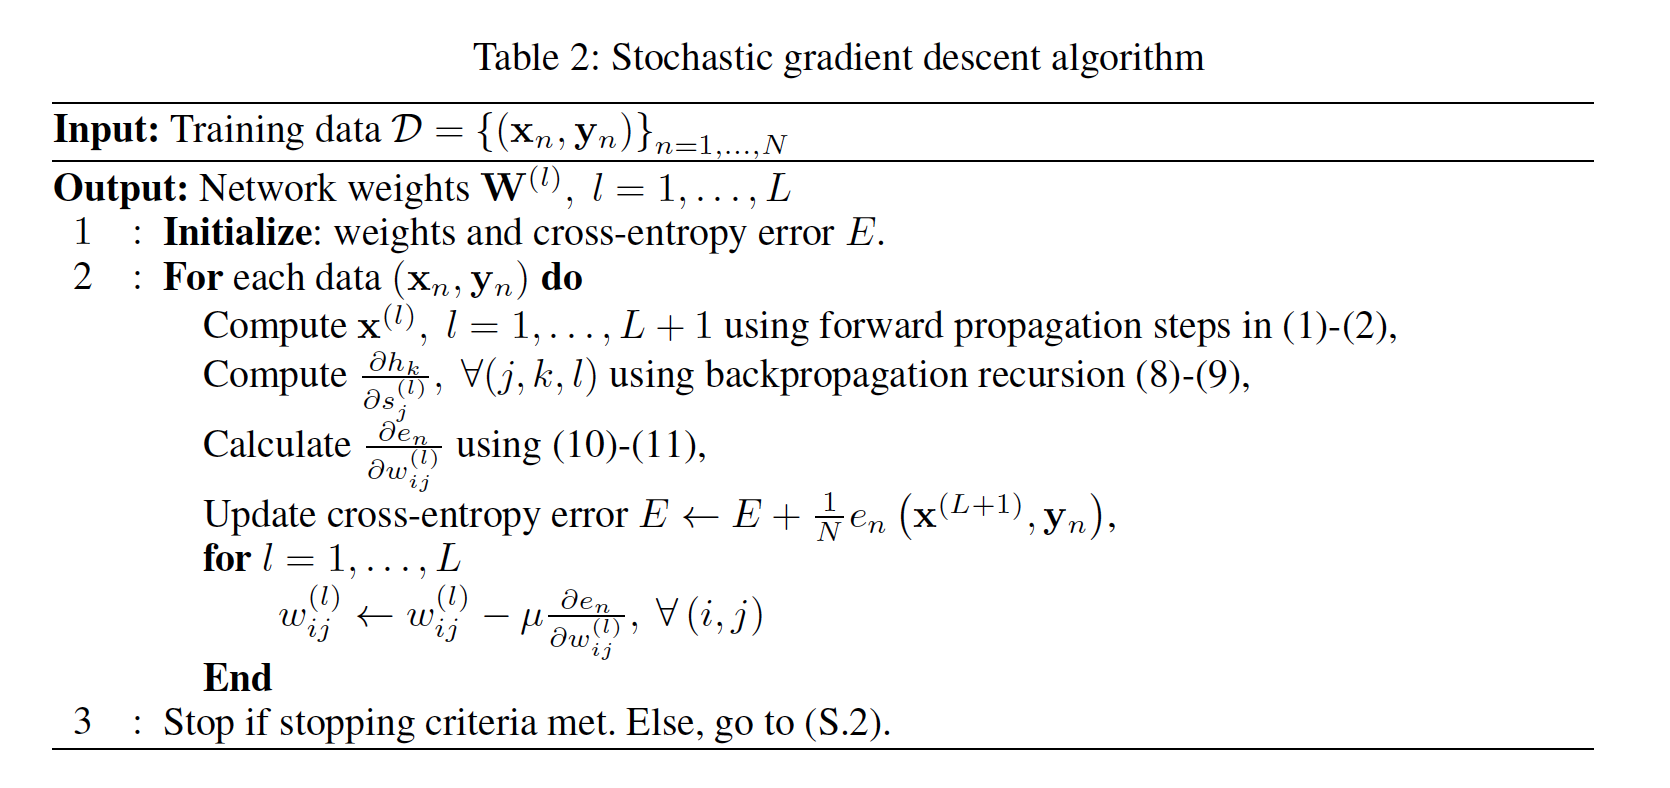 Table 2: Stochastic gradient descent algorithm
Input: Training data $\mathcal{D} = \{(\mathbf{x}_n, \mathbf{y}_n)\}_{n=1,\ldots,N}$
Output: Network weights $\mathbf{W}^{(l)},\ l = 1, \ldots, L$
1 : Initialize: weights and cross-entropy error $E$.
2 : For each data $(\mathbf{x}_n, \mathbf{y}_n)$ do
Compute $\mathbf{x}^{(l)},\ l = 1, \ldots, L + 1$ using forward propagation steps in (1)-(2),
Compute $\frac{\partial h_k}{\partial s_j^{(l)}},\ \forall (j, k, l)$ using backpropagation recursion (8)-(9),
Calculate $\frac{\partial e_n}{\partial w_{ij}^{(l)}}$ using (10)-(11),
Update cross-entropy error $E \leftarrow E + \frac{1}{N} e_n \left(\mathbf{x}^{(L+1)}, \mathbf{y}_n\right)$,
for $l = 1, \ldots, L$
$w_{ij}^{(l)} \leftarrow w_{ij}^{(l)} - \mu \frac{\partial e_n}{\partial w_{ij}^{(l)}},\ \forall\, (i, j)$
End
3 : Stop if stopping criteria met. Else, go to (S.2).